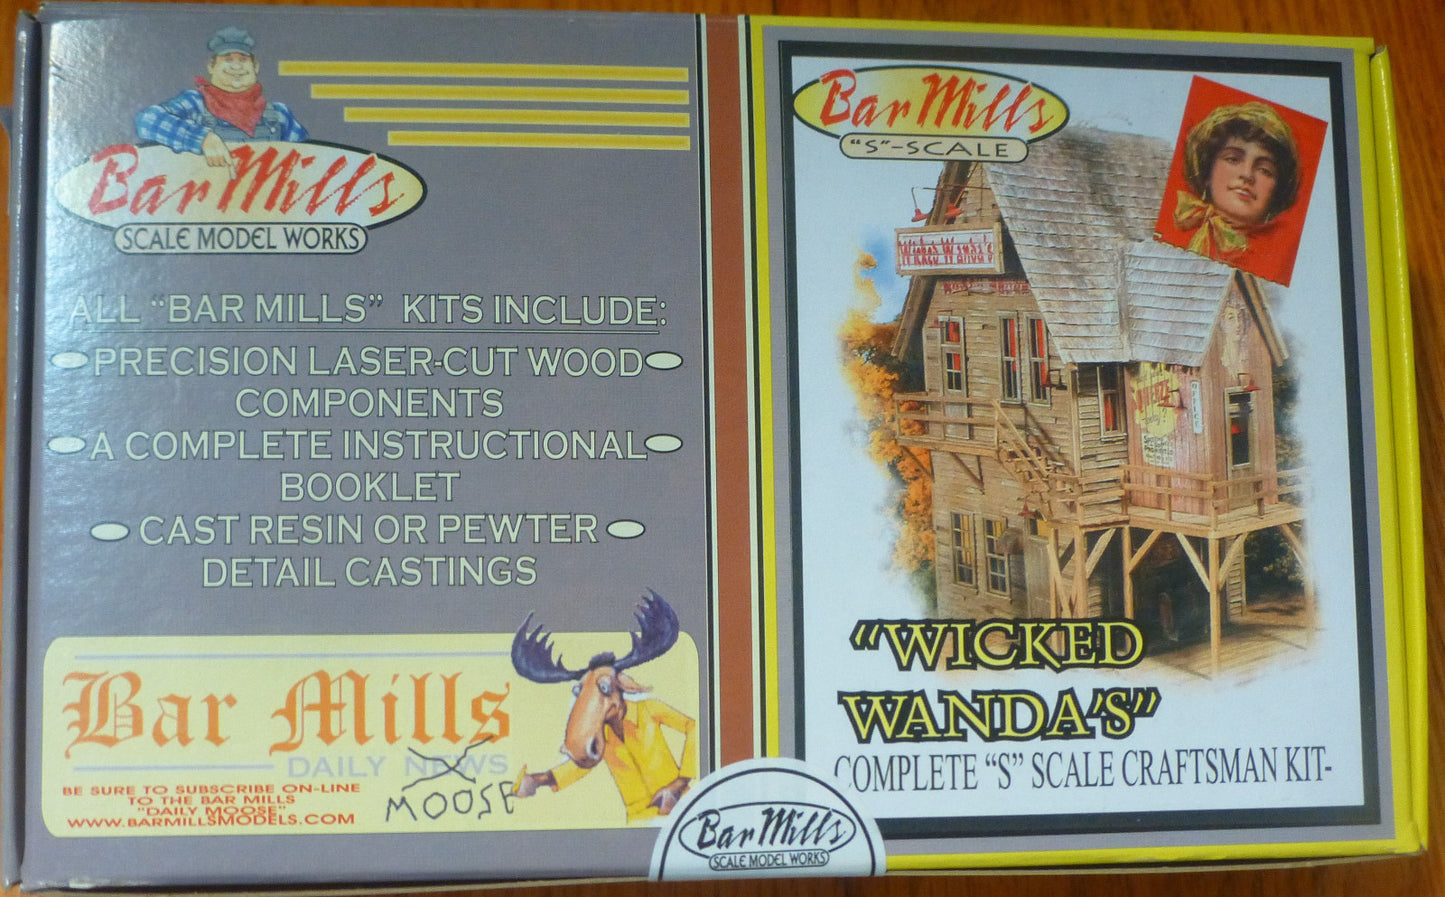 Bar Mills
SCALE MODEL WORKS
ALL "BAR MILLS" KITS INCLUDE:
PRECISION LASER-CUT WOOD
COMPONENTS
A COMPLETE INSTRUCTIONAL
BOOKLET
CAST RESIN OR PEWTER
DETAIL CASTINGS
Bar Mills
DAILY NEWS
MOOSE
BE SURE TO SUBSCRIBE ON-LINE
TO THE BAR MILLS
"DAILY MOOSE"
WWW.BARMILLSMODELS.COM
Bar Mills
"S"-SCALE
OFFICE
"WICKED
WANDA'S"
COMPLETE "S" SCALE CRAFTSMAN KIT-
Bar Mills
SCALE MODEL WORKS